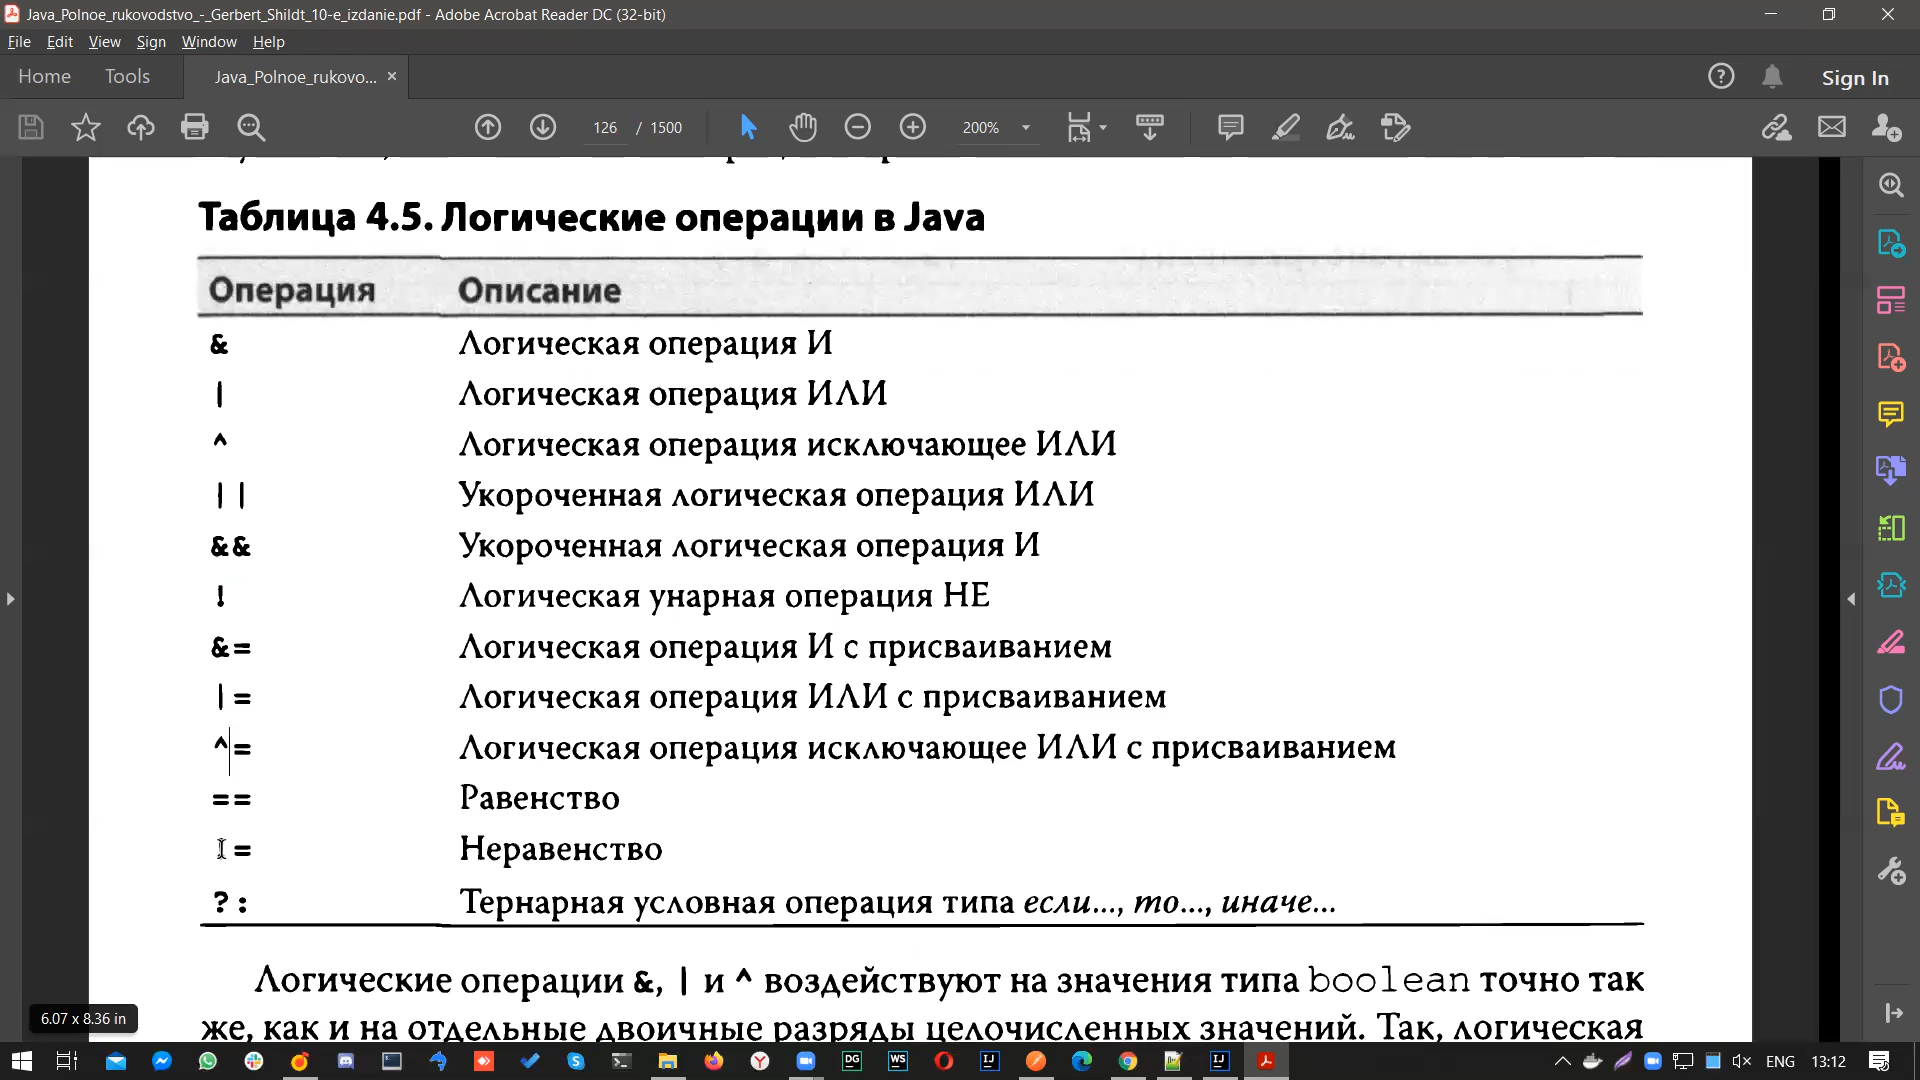 Java_Polnoe_rukovodstvo_-_Gerbert_Shildt_10-e_izdanie.pdf - Adobe Acrobat Reader DC (32-bit)
File Edit View Sign Window Help
Home Tools Java_Polnoe_rukovo... × Sign In
126 / 1500 200%
Таблица 4.5. Логические операции в Java
Операция Описание
& Логическая операция И
| Логическая операция ИЛИ
^ Логическая операция исключающее ИЛИ
|| Укороченная логическая операция ИЛИ
&& Укороченная логическая операция И
! Логическая унарная операция НЕ
&= Логическая операция И с присваиванием
|= Логическая операция ИЛИ с присваиванием
^= Логическая операция исключающее ИЛИ с присваиванием
== Равенство
!= Неравенство
?: Тернарная условная операция типа если..., то..., иначе...
Логические операции &, | и ^ воздействуют на значения типа boolean точно так
же, как и на отдельные двоичные разряды целочисленных значений. Так, логическая
6.07 x 8.36 in
DG WS IJ IJ ENG 13:12